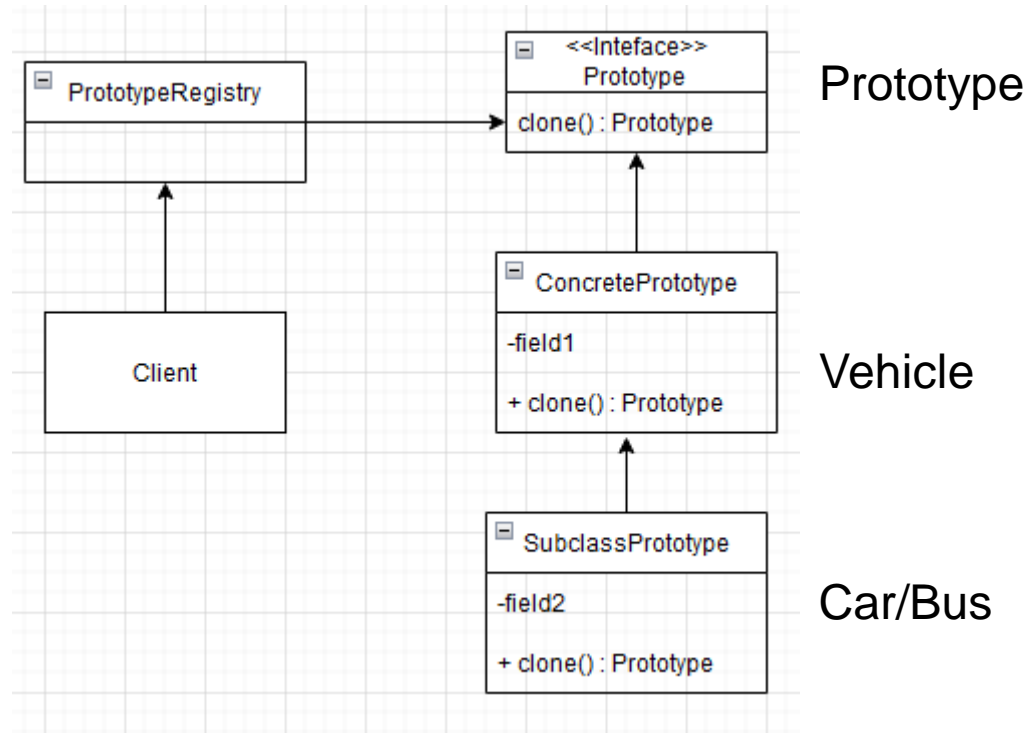 <<Inteface>>
Prototype
clone() : Prototype
Prototype
PrototypeRegistry
Client
ConcretePrototype
-field1
+ clone() : Prototype
Vehicle
SubclassPrototype
-field2
+ clone() : Prototype
Car/Bus